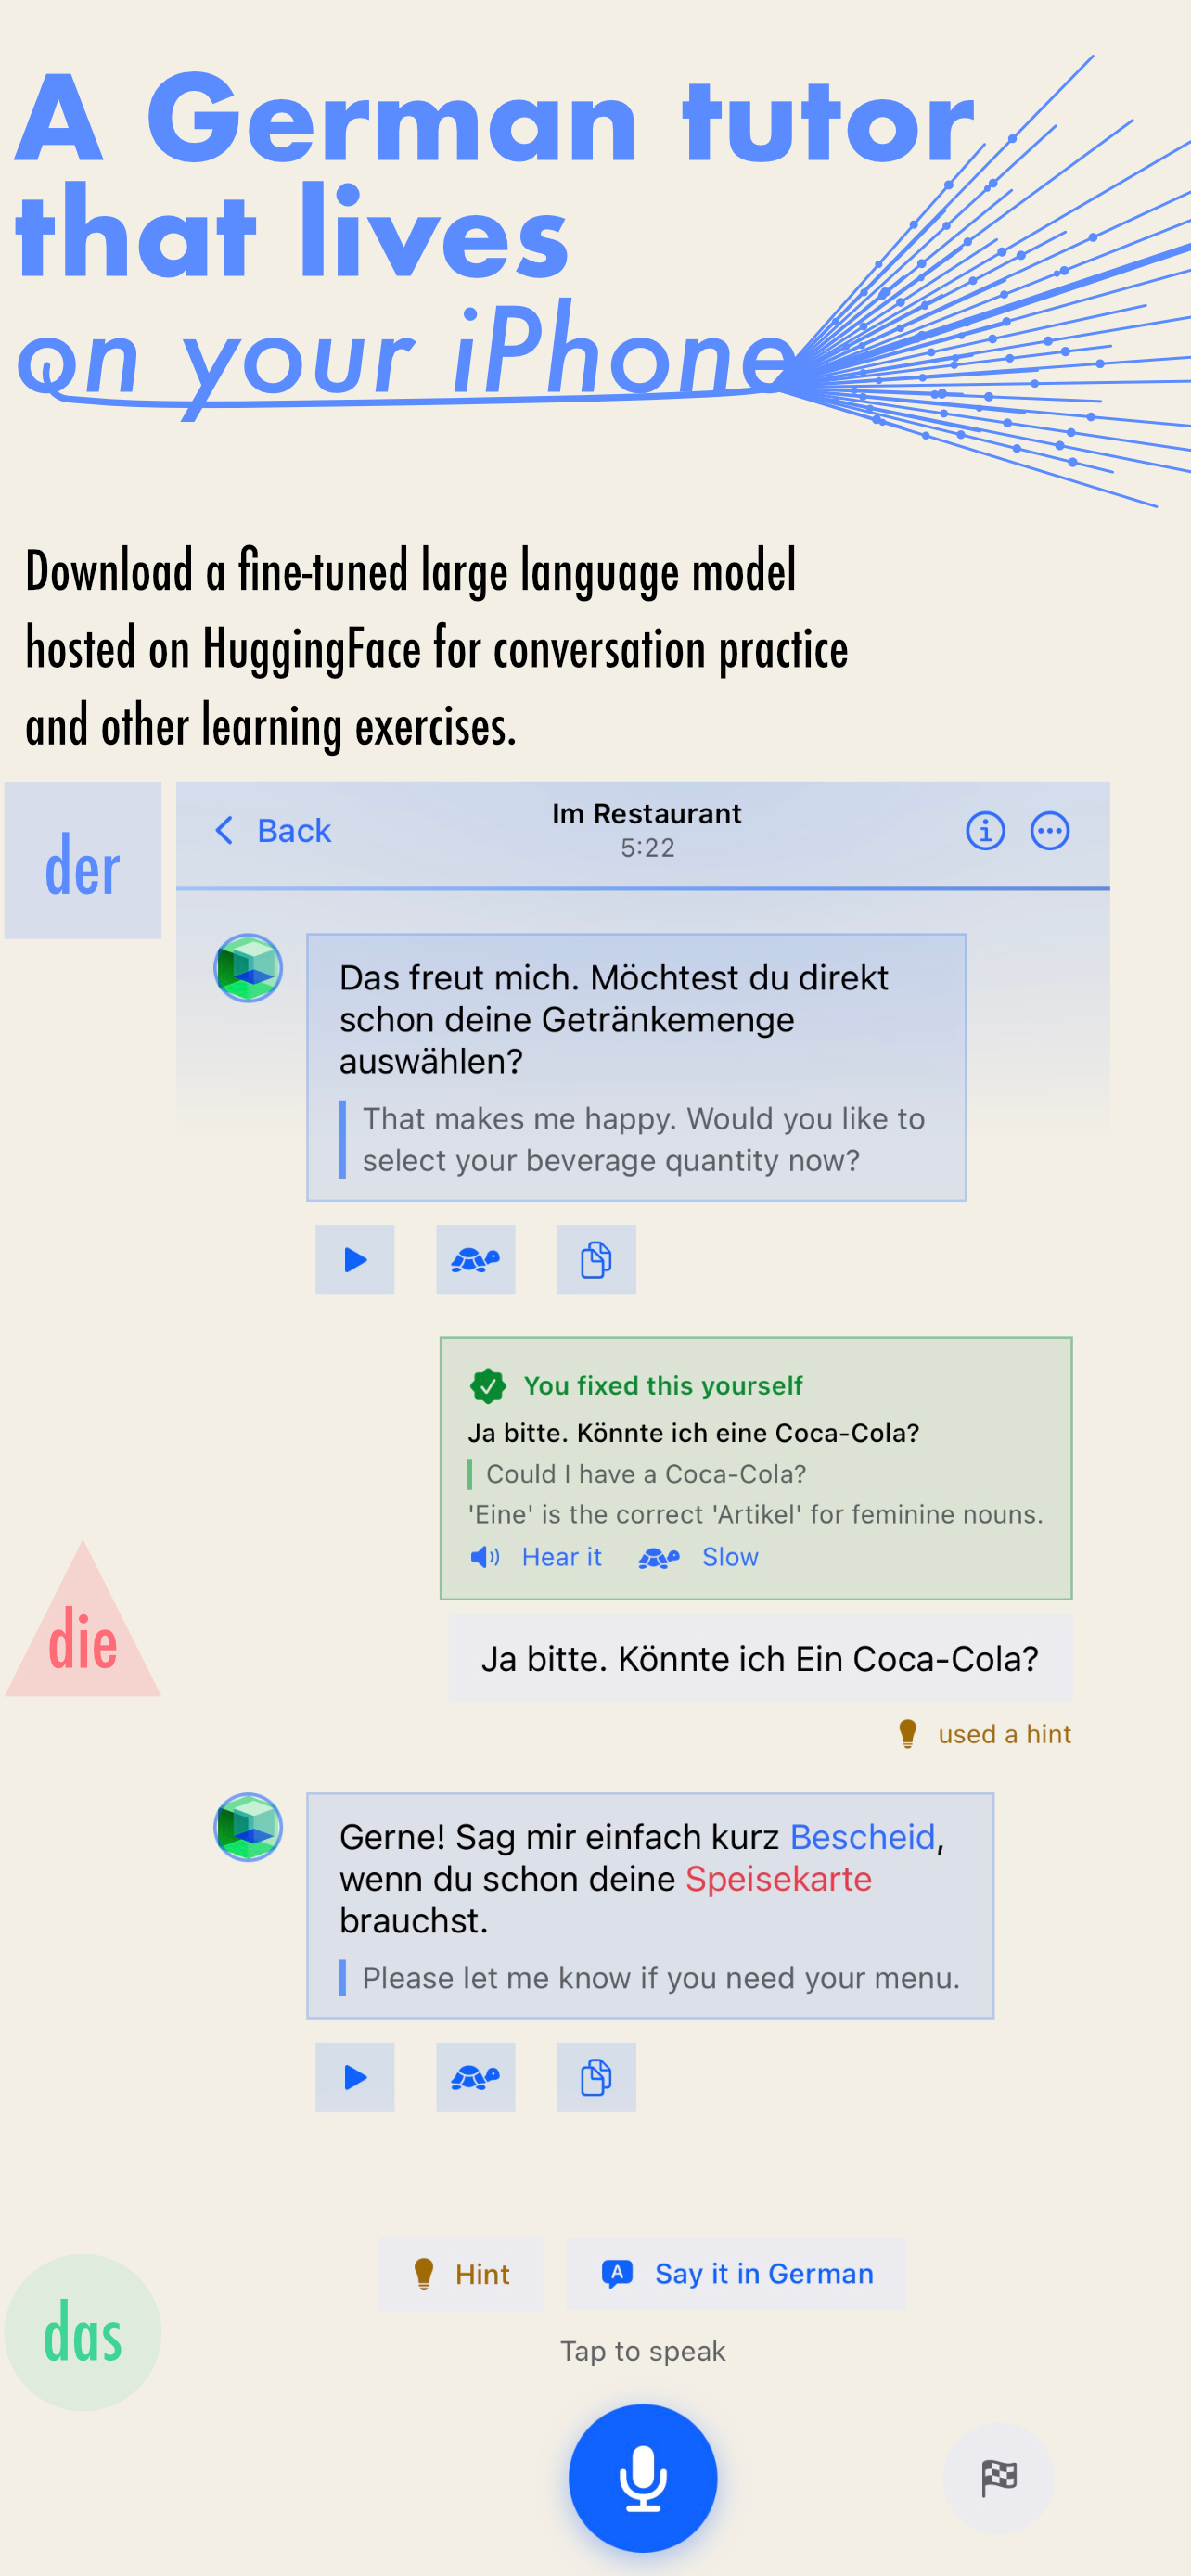 A German tutor
that lives
on your iPhone
Download a fine-tuned large language model
hosted on HuggingFace for conversation practice
and other learning exercises.
der
Back
Im Restaurant
5:22
Das freut mich. Möchtest du direkt
schon deine Getränkemenge
auswählen?
That makes me happy. Would you like to
select your beverage quantity now?
You fixed this yourself
Ja bitte. Könnte ich eine Coca-Cola?
Could I have a Coca-Cola?
'Eine' is the correct 'Artikel' for feminine nouns.
Hear it
Slow
die
Ja bitte. Könnte ich Ein Coca-Cola?
used a hint
Gerne! Sag mir einfach kurz Bescheid,
wenn du schon deine Speisekarte
brauchst.
Please let me know if you need your menu.
Hint
A
Say it in German
das
Tap to speak